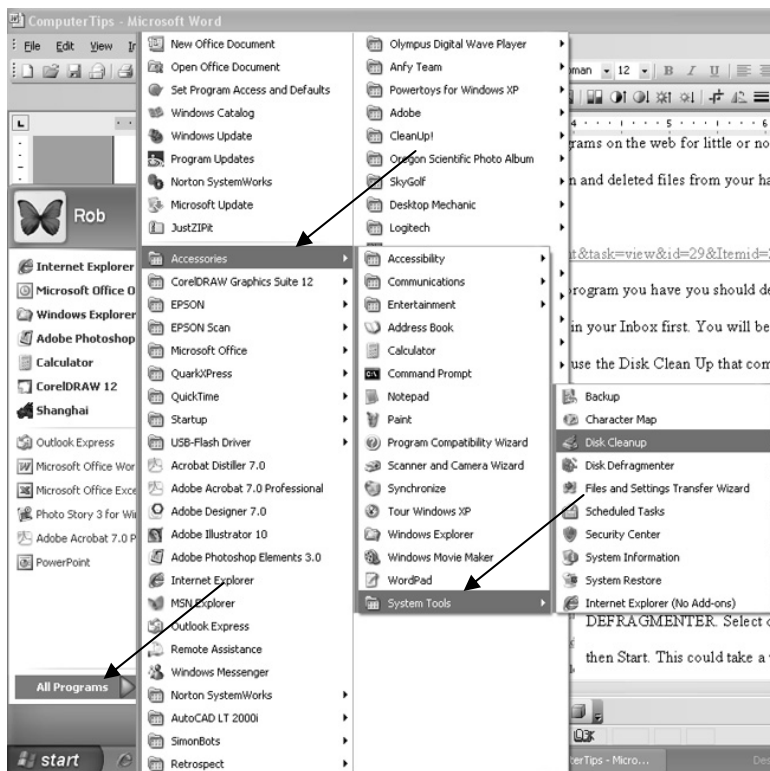 ComputerTips - Microsoft Word
File Edit View
New Office Document
Open Office Document
Set Program Access and Defaults
Windows Catalog
Windows Update
Program Updates
Norton SystemWorks
Microsoft Update
JustZIPit
Accessories
CorelDRAW Graphics Suite 12
EPSON
EPSON Scan
Microsoft Office
QuarkXPress
QuickTime
Startup
USB-Flash Driver
Acrobat Distiller 7.0
Adobe Acrobat 7.0 Professional
Adobe Designer 7.0
Adobe Illustrator 10
Adobe Photoshop Elements 3.0
Internet Explorer
MSN Explorer
Outlook Express
Remote Assistance
Windows Messenger
Norton SystemWorks
AutoCAD LT 2000i
SimonBots
Retrospect
Olympus Digital Wave Player
Anfy Team
Powertoys for Windows XP
Adobe
CleanUp!
Oregon Scientific Photo Album
SkyGolf
Desktop Mechanic
Logitech
Accessibility
Communications
Entertainment
Address Book
Calculator
Command Prompt
Notepad
Paint
Program Compatibility Wizard
Scanner and Camera Wizard
Synchronize
Tour Windows XP
Windows Explorer
Windows Movie Maker
WordPad
System Tools
Backup
Character Map
Disk Cleanup
Disk Defragmenter
Files and Settings Transfer Wizard
Scheduled Tasks
Security Center
System Information
System Restore
Internet Explorer (No Add-ons)
Rob
Internet Explorer
Microsoft Office O
Windows Explorer
Adobe Photoshop
Calculator
CorelDRAW 12
Shanghai
Outlook Express
Microsoft Office Wor
Microsoft Office Exce
Photo Story 3 for Wi
Adobe Acrobat 7.0 P
PowerPoint
All Programs
start
man 12 B I U
4 5 6
rams on the web for little or no
n and deleted files from your ha
t&task=view&id=29&Itemid=
program you have you should de
in your Inbox first. You will be
use the Disk Clean Up that com
DEFRAGMENTER. Select
then Start. This could take a
terTips - Micro...
Des